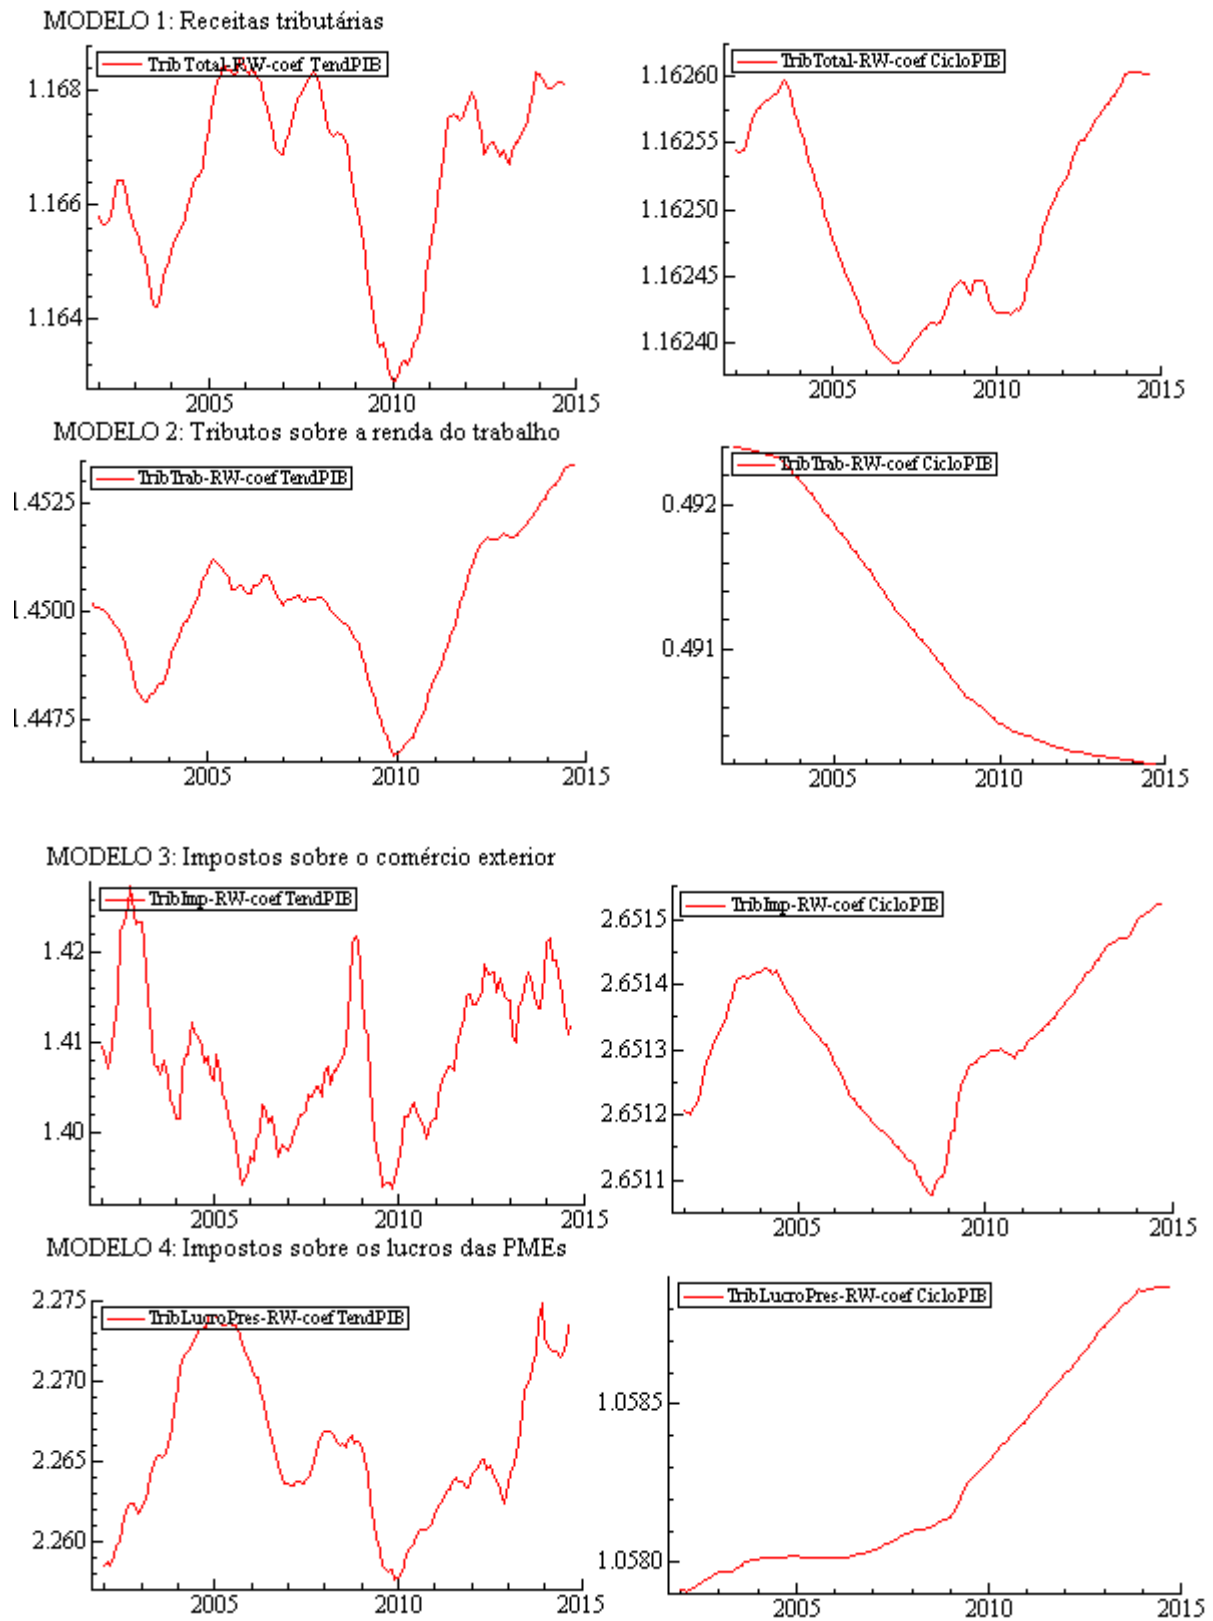 MODELO 1: Receitas tributárias
TribTotal-RW-coef TendPIB
1.168
1.166
1.164
2005 2010 2015
TribTotal-RW-coef CicloPIB
1.16260
1.16255
1.16250
1.16245
1.16240
2005 2010 2015
MODELO 2: Tributos sobre a renda do trabalho
TribTrab-RW-coef TendPIB
1.4525
1.4500
1.4475
2005 2010 2015
TribTrab-RW-coef CicloPIB
0.492
0.491
2005 2010 2015
MODELO 3: Impostos sobre o comércio exterior
TribImp-RW-coef TendPIB
1.42
1.41
1.40
2005 2010 2015
TribImp-RW-coef CicloPIB
2.6515
2.6514
2.6513
2.6512
2.6511
2005 2010 2015
MODELO 4: Impostos sobre os lucros das PMEs
TribLucroPres-RW-coef TendPIB
2.275
2.270
2.265
2.260
2005 2010 2015
TribLucroPres-RW-coef CicloPIB
1.0585
1.0580
2005 2010 2015